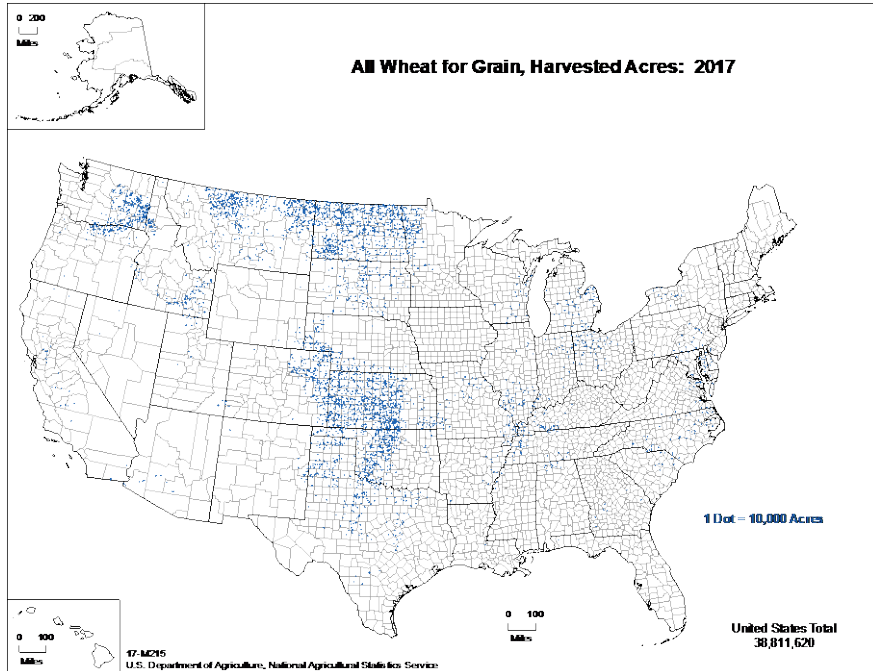 0 200
Miles
All Wheat for Grain, Harvested Acres: 2017
1 Dot = 10,000 Acres
0 100
Miles
0 100
Miles
United States Total
38,811,620
17-M215
U.S. Department of Agriculture, National Agricultural Statistics Service